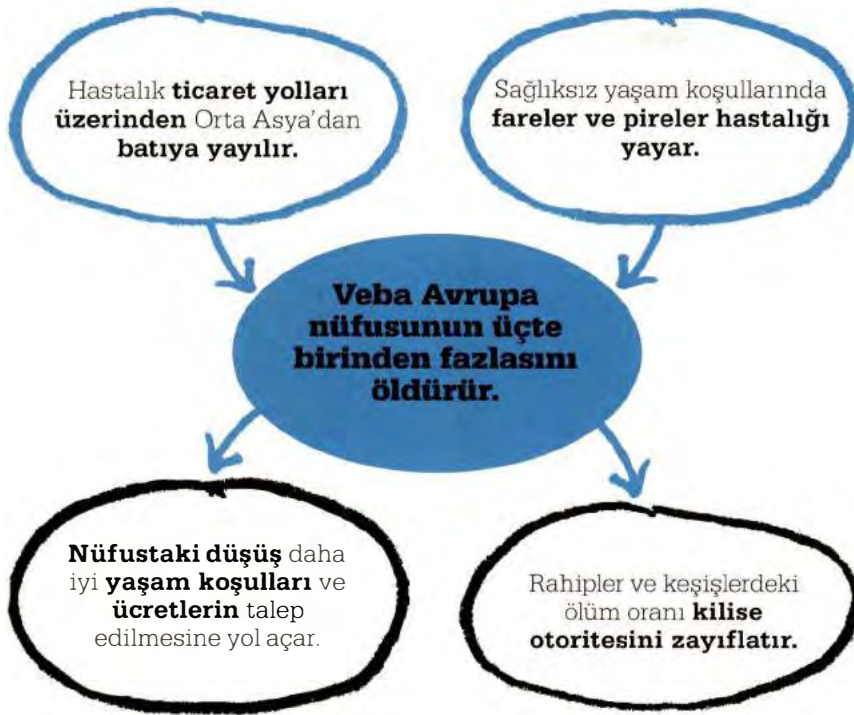 Hastalık ticaret yolları
üzerinden Orta Asya'dan
batıya yayılır.
Sağlıksız yaşam koşullarında
fareler ve pireler hastalığı
yayar.
Veba Avrupa
nüfusunun üçte
birinden fazlasını
öldürür.
Nüfustaki düşüş daha
iyi yaşam koşulları ve
ücretlerin talep
edilmesine yol açar.
Rahipler ve keşişlerdeki
ölüm oranı kilise
otoritesini zayıflatır.